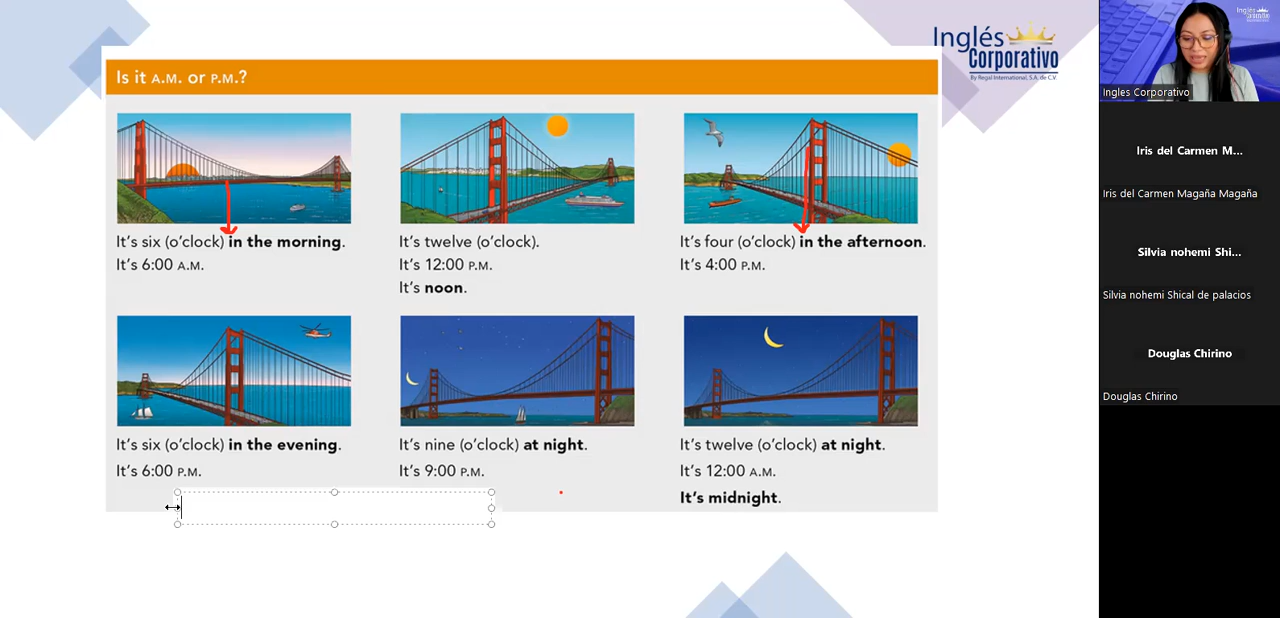 Inglés
Corporativo
By Regal International, S.A. de C.V.
Is it A.M. or P.M.?
It's six (o'clock) in the morning.
It's 6:00 A.M.
It's twelve (o'clock).
It's 12:00 P.M.
It's noon.
It's four (o'clock) in the afternoon.
It's 4:00 P.M.
It's six (o'clock) in the evening.
It's 6:00 P.M.
It's nine (o'clock) at night.
It's 9:00 P.M.
It's twelve (o'clock) at night.
It's 12:00 A.M.
It's midnight.
Inglés
Ingles Corporativo
Iris del Carmen M...
Iris del Carmen Magaña Magaña
Silvia nohemi Shi...
Silvia nohemi Shical de palacios
Douglas Chirino
Douglas Chirino